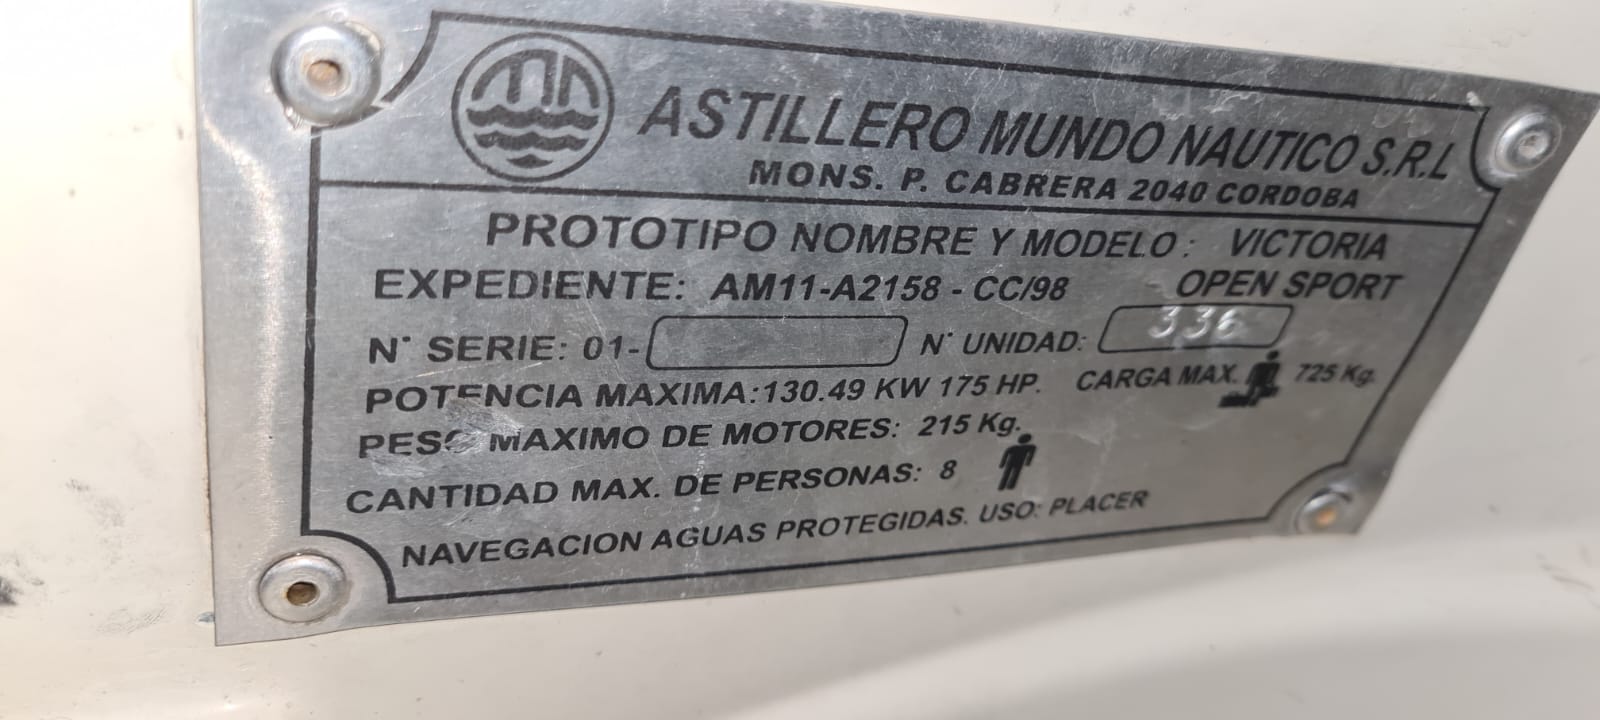 ASTILLERO MUNDO NAUTICO S.R.L
MONS. P. CABRERA 2040 CORDOBA
PROTOTIPO NOMBRE Y MODELO: VICTORIA
OPEN SPORT
EXPEDIENTE: AM11-A2158 - CC/98
N° SERIE: 01- N° UNIDAD: 336
POTENCIA MAXIMA:130.49 KW 175 HP. CARGA MAX. 725 Kg.
PESO MAXIMO DE MOTORES: 215 Kg.
CANTIDAD MAX. DE PERSONAS: 8
NAVEGACION AGUAS PROTEGIDAS. USO: PLACER